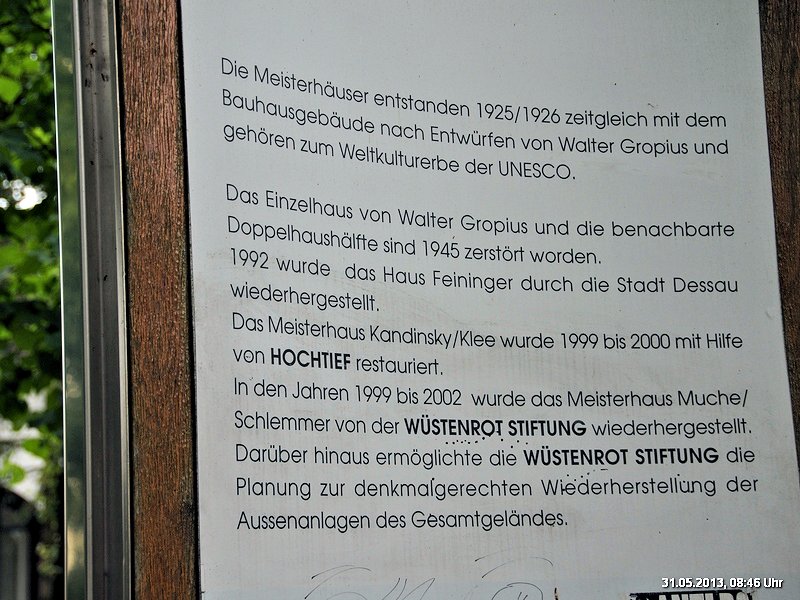 Die Meisterhäuser entstanden 1925/1926 zeitgleich mit dem
Bauhausgebäude nach Entwürfen von Walter Gropius und
gehören zum Weltkulturerbe der UNESCO.
Das Einzelhaus von Walter Gropius und die benachbarte
Doppelhaushälfte sind 1945 zerstört worden.
1992 wurde das Haus Feininger durch die Stadt Dessau
wiederhergestellt.
Das Meisterhaus Kandinsky/Klee wurde 1999 bis 2000 mit Hilfe
von HOCHTIEF restauriert.
In den Jahren 1999 bis 2002 wurde das Meisterhaus Muche/
Schlemmer von der WÜSTENROT STIFTUNG wiederhergestellt.
Darüber hinaus ermöglichte die WÜSTENROT STIFTUNG die
Planung zur denkmalgerechten Wiederherstellung der
Aussenanlagen des Gesamtgeländes.
31.05.2013, 08:46 Uhr